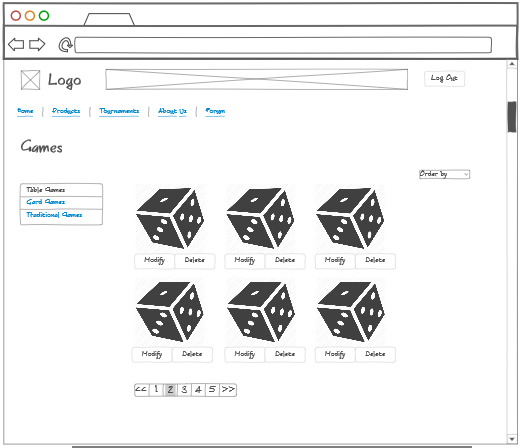 Logo
Log Out
Home | Products | Tournaments | About Us | Forum
Games
Order by
Table Games
Card Games
Traditional Games
Modify Delete Modify Delete Modify Delete
Modify Delete Modify Delete Modify Delete
<< 1 2 3 4 5 >>